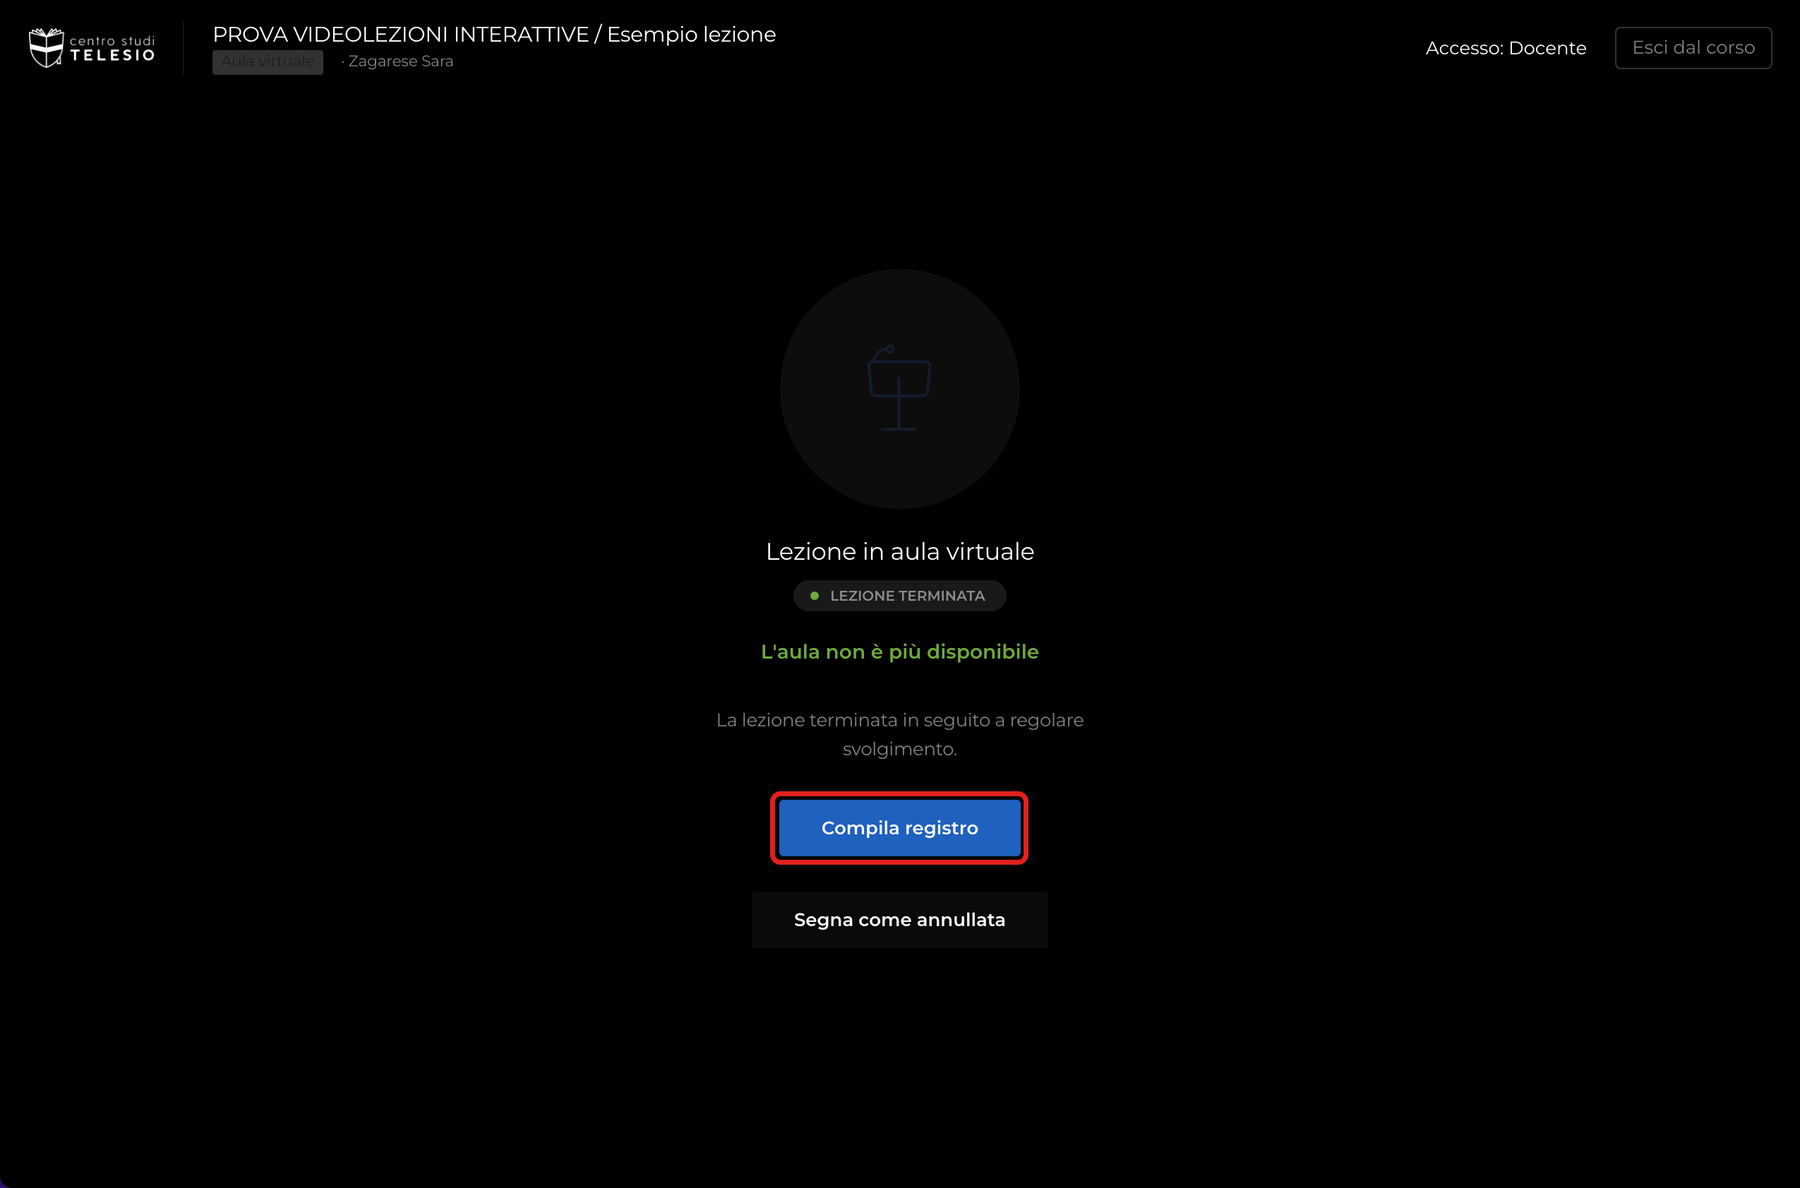 centro studi
TELESIO
PROVA VIDEOLEZIONI INTERATTIVE / Esempio lezione
Aula virtuale · Zagarese Sara
Accesso: Docente
Esci dal corso
Lezione in aula virtuale
LEZIONE TERMINATA
L'aula non è più disponibile
La lezione terminata in seguito a regolare
svolgimento.
Compila registro
Segna come annullata